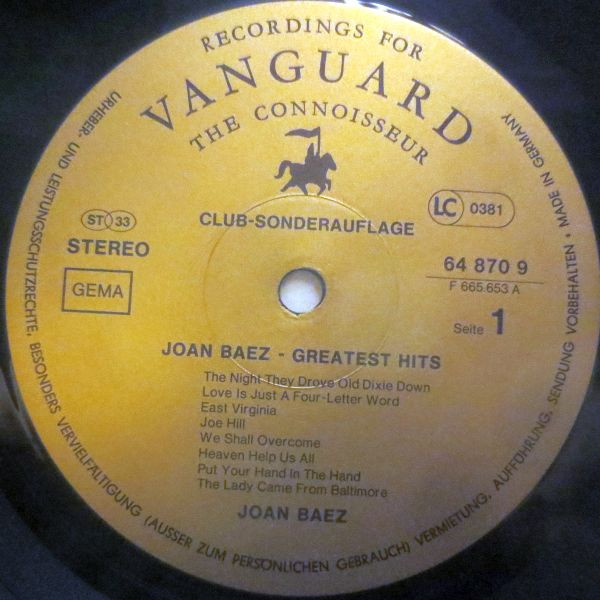 RECORDINGS FOR
VANGUARD
THE CONNOISSEUR
CLUB-SONDERAUFLAGE
ST 33
STEREO
GEMA
LC 0381
64 870 9
F 665.653 A
Seite 1
JOAN BAEZ - GREATEST HITS
The Night They Drove Old Dixie Down
Love Is Just A Four-Letter Word
East Virginia
Joe Hill
We Shall Overcome
Heaven Help Us All
Put Your Hand In The Hand
The Lady Came From Baltimore
JOAN BAEZ
URHEBER- UND LEISTUNGSSCHUTZRECHTE, BESONDERS VERVIELFÄLTIGUNG (AUSSER ZUM PERSÖNLICHEN GEBRAUCH) VERMIETUNG, AUFFÜHRUNG, SENDUNG VORBEHALTEN • MADE IN GERMANY